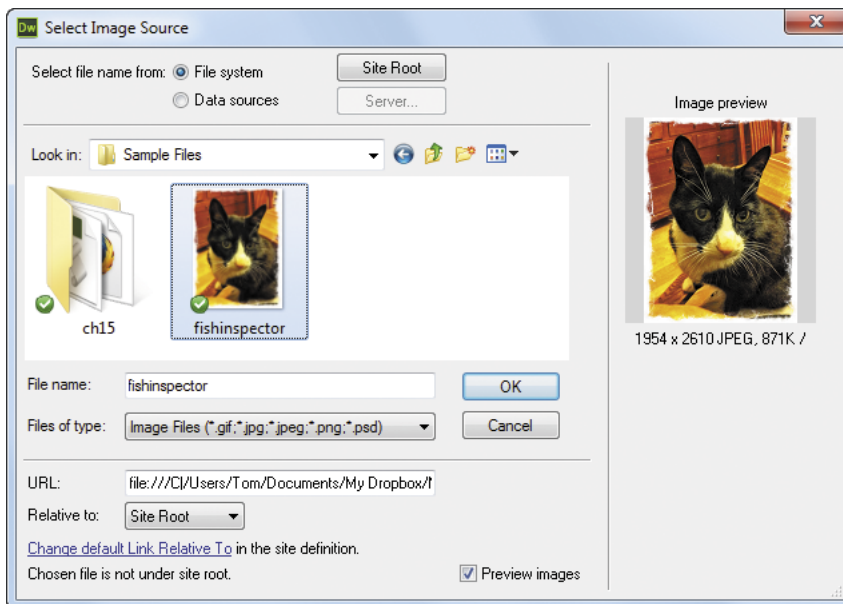 Dw Select Image Source
Select file name from: File system
Site Root
Data sources
Server...
Image preview
Look in: Sample Files
ch15
fishinspector
1954 x 2610 JPEG, 871K /
File name: fishinspector
OK
Files of type: Image Files (*.gif;*.jpg;*.jpeg;*.png;*.psd)
Cancel
URL: file:///C|/Users/Tom/Documents/My Dropbox/
Relative to: Site Root
Change default Link Relative To in the site definition.
Chosen file is not under site root.
Preview images